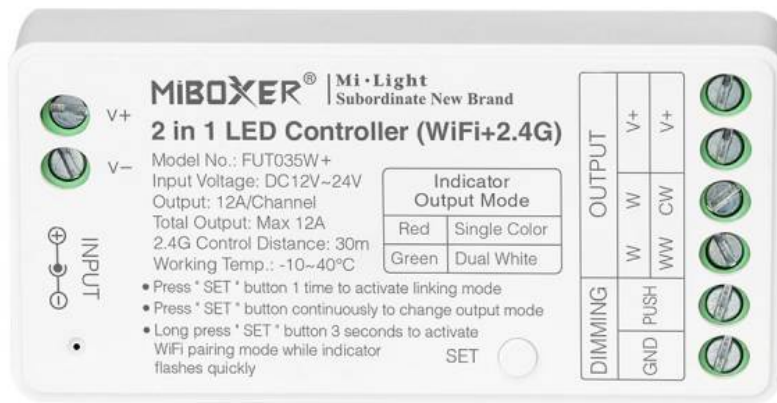 V+
V−
INPUT
MiBOXER® | Mi·Light
Subordinate New Brand
2 in 1 LED Controller (WiFi+2.4G)
Model No.: FUT035W+
Input Voltage: DC12V~24V
Output: 12A/Channel
Total Output: Max 12A
2.4G Control Distance: 30m
Working Temp.: -10~40°C
Indicator
Output Mode
Red Single Color
Green Dual White
• Press " SET " button 1 time to activate linking mode
• Press " SET " button continuously to change output mode
• Long press " SET " button 3 seconds to activate
WiFi pairing mode while indicator
flashes quickly
SET
OUTPUT
V+ V+
W CW
W WW
DIMMING
PUSH
GND